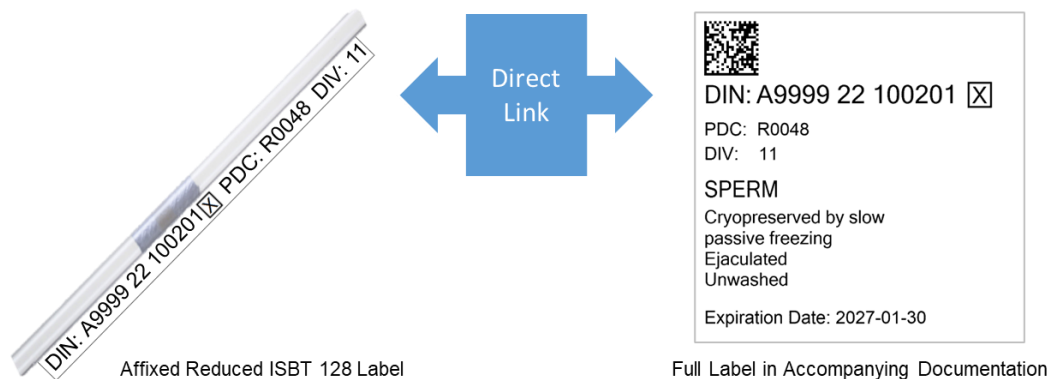 DIN: A9999 22 100201 X PDC: R0048 DIV: 11
Affixed Reduced ISBT 128 Label
Direct
Link
DIN: A9999 22 100201 X
PDC: R0048
DIV: 11
SPERM
Cryopreserved by slow
passive freezing
Ejaculated
Unwashed
Expiration Date: 2027-01-30
Full Label in Accompanying Documentation